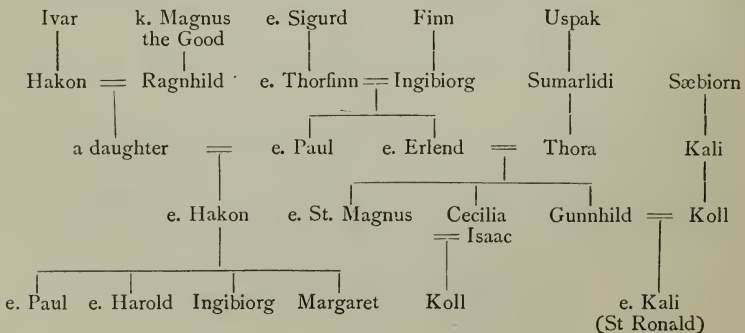 Ivar k. Magnus e. Sigurd Finn Uspak
the Good
Hakon = Ragnhild e. Thorfinn = Ingibiorg Sumarlidi Sæbiorn
a daughter = e. Paul e. Erlend = Thora Kali
e. Hakon e. St. Magnus Cecilia Gunnhild = Koll
= Isaac
e. Paul e. Harold Ingibiorg Margaret Koll e. Kali
(St Ronald)